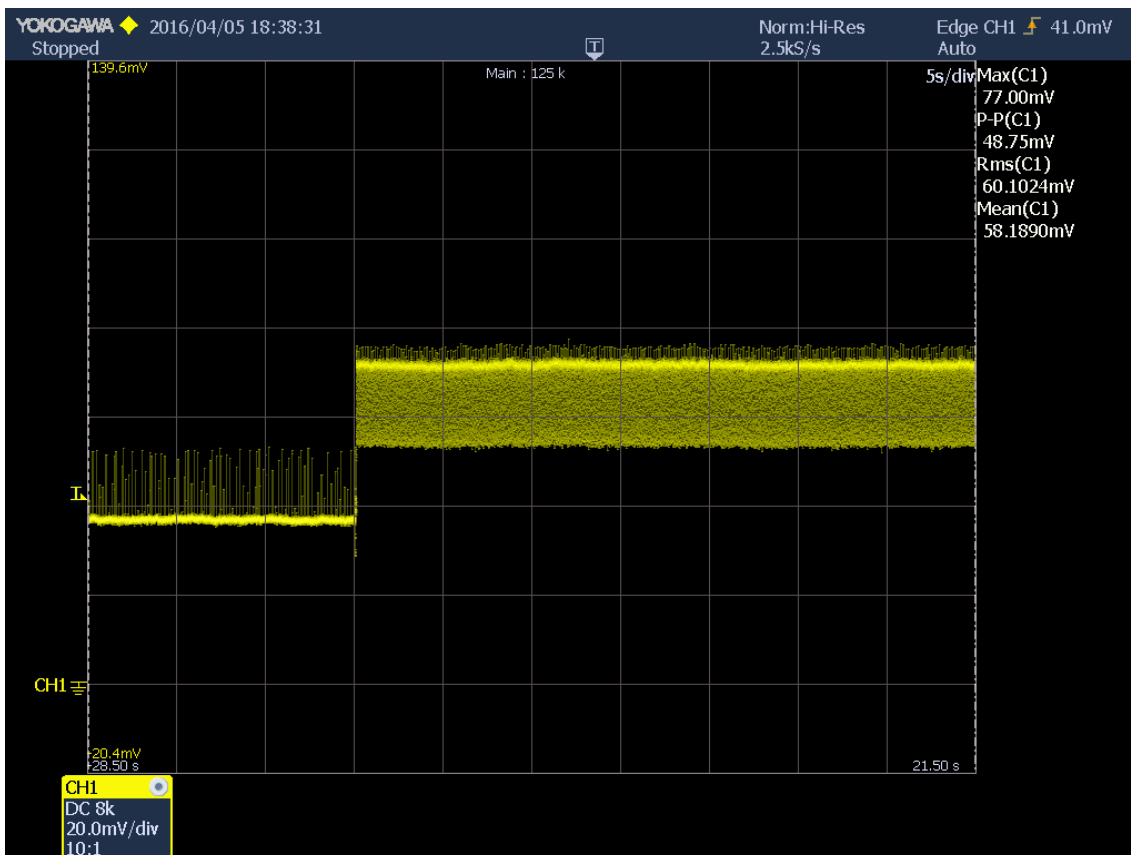 YOKOGAWA 2016/04/05 18:38:31 Norm:Hi-Res Edge CH1 41.0mV
Stopped T 2.5kS/s Auto
139.6mV Main : 125 k 5s/div
Max(C1)
77.00mV
P-P(C1)
48.75mV
Rms(C1)
60.1024mV
Mean(C1)
58.1890mV
T
CH1
-20.4mV
-28.50 s 21.50 s
CH1
DC 8k
20.0mV/div
10:1